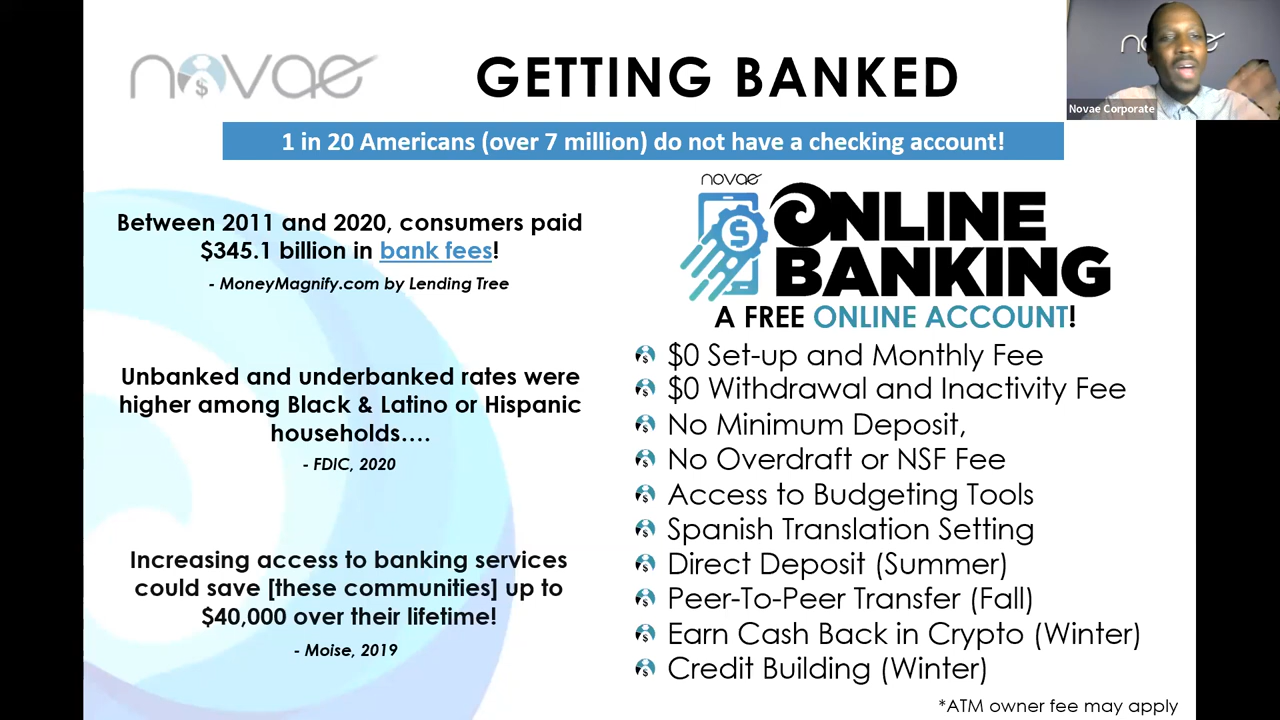 novae
GETTING BANKED
novae
Novae Corporate
1 in 20 Americans (over 7 million) do not have a checking account!
Between 2011 and 2020, consumers paid
$345.1 billion in bank fees!
- MoneyMagnify.com by Lending Tree
Unbanked and underbanked rates were
higher among Black & Latino or Hispanic
households….
- FDIC, 2020
Increasing access to banking services
could save [these communities] up to
$40,000 over their lifetime!
- Moise, 2019
novae
ONLINE
BANKING
A FREE ONLINE ACCOUNT!
$0 Set-up and Monthly Fee
$0 Withdrawal and Inactivity Fee
No Minimum Deposit,
No Overdraft or NSF Fee
Access to Budgeting Tools
Spanish Translation Setting
Direct Deposit (Summer)
Peer-To-Peer Transfer (Fall)
Earn Cash Back in Crypto (Winter)
Credit Building (Winter)
*ATM owner fee may apply